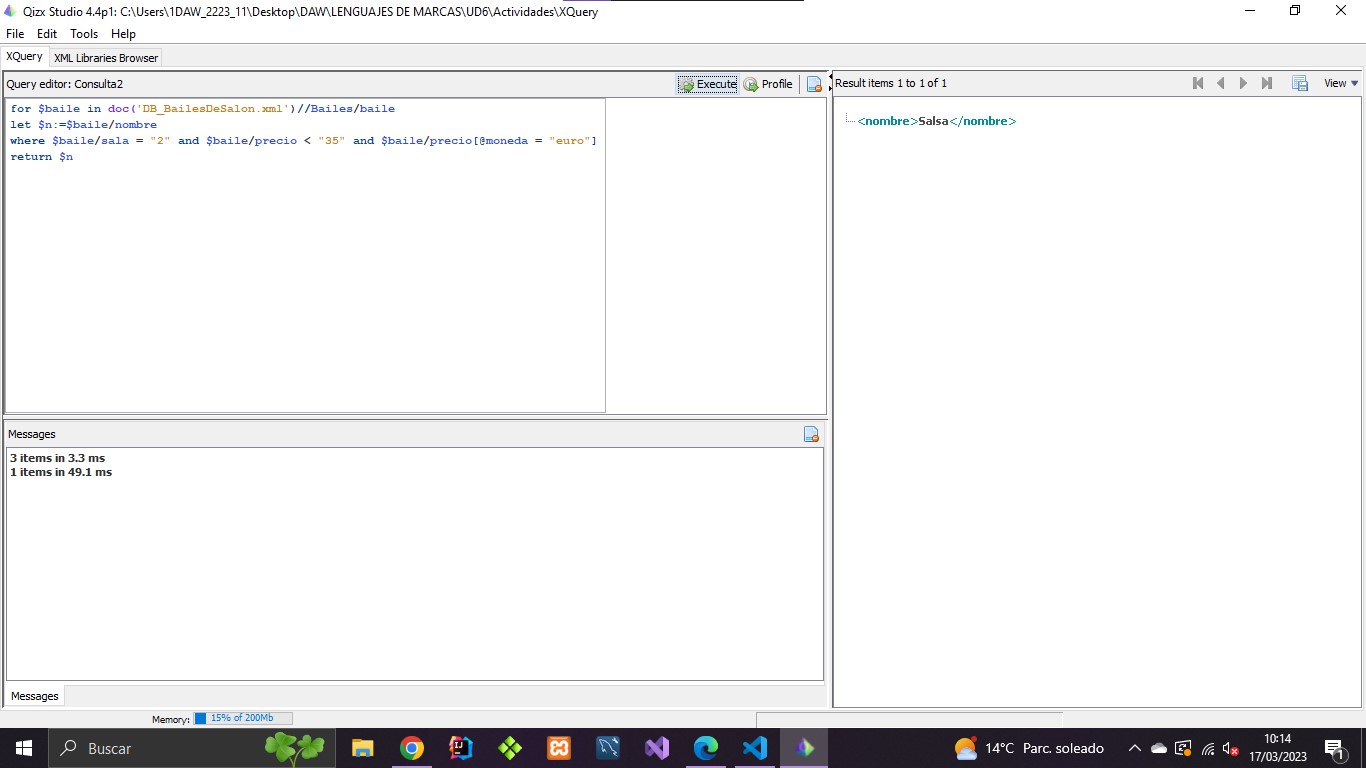 Qizx Studio 4.4p1: C:\Users\1DAW_2223_11\Desktop\DAW\LENGUAJES DE MARCAS\UD6\Actividades\XQuery
File Edit Tools Help
XQuery XML Libraries Browser
Query editor: Consulta2 Execute Profile
for $baile in doc('DB_BailesDeSalon.xml')//Bailes/baile
let $n:=$baile/nombre
where $baile/sala = "2" and $baile/precio < "35" and $baile/precio[@moneda = "euro"]
return $n
Messages
3 items in 3.3 ms
1 items in 49.1 ms
Messages
Memory: 15% of 200Mb
Result items 1 to 1 of 1 View
<nombre>Salsa</nombre>
Buscar
14°C Parc. soleado
10:14
17/03/2023
1